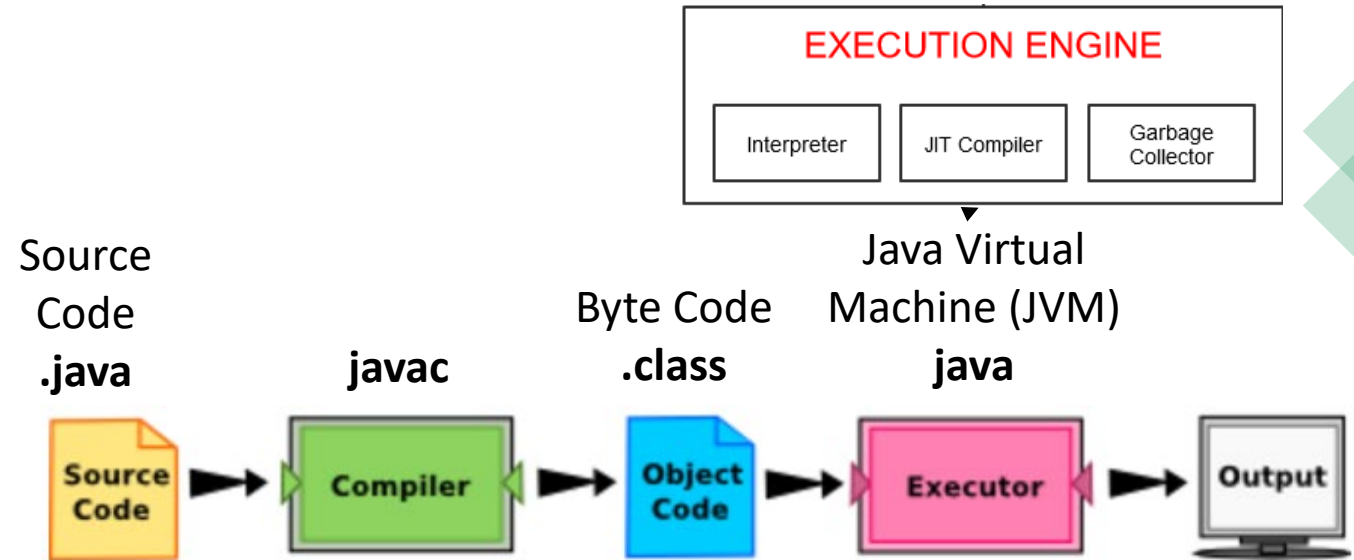 EXECUTION ENGINE
Interpreter
JIT Compiler
Garbage
Collector
Source
Code
.java
javac
Byte Code
.class
Java Virtual
Machine (JVM)
java
Source
Code
Compiler
Object
Code
Executor
Output